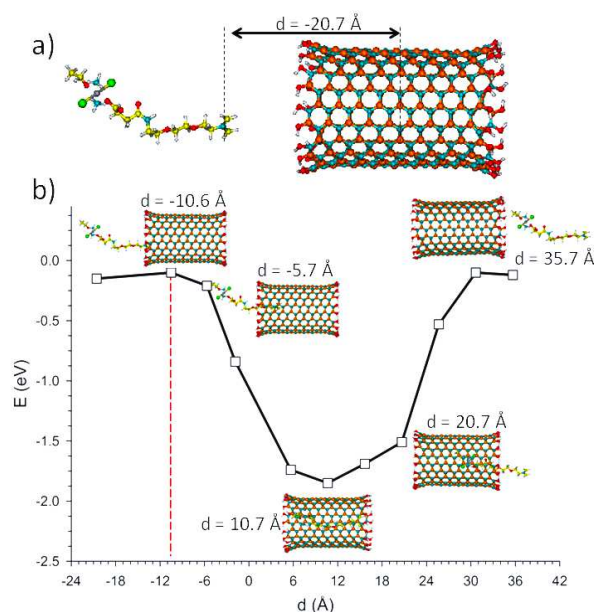 a)
d = -20.7 Å
b)
d = -10.6 Å
d = -5.7 Å
d = 35.7 Å
d = 20.7 Å
d = 10.7 Å
0.0
-0.5
-1.0
-1.5
-2.0
-2.5
E (eV)
-24 -18 -12 -6 0 6 12 18 24 30 36 42
d (Å)